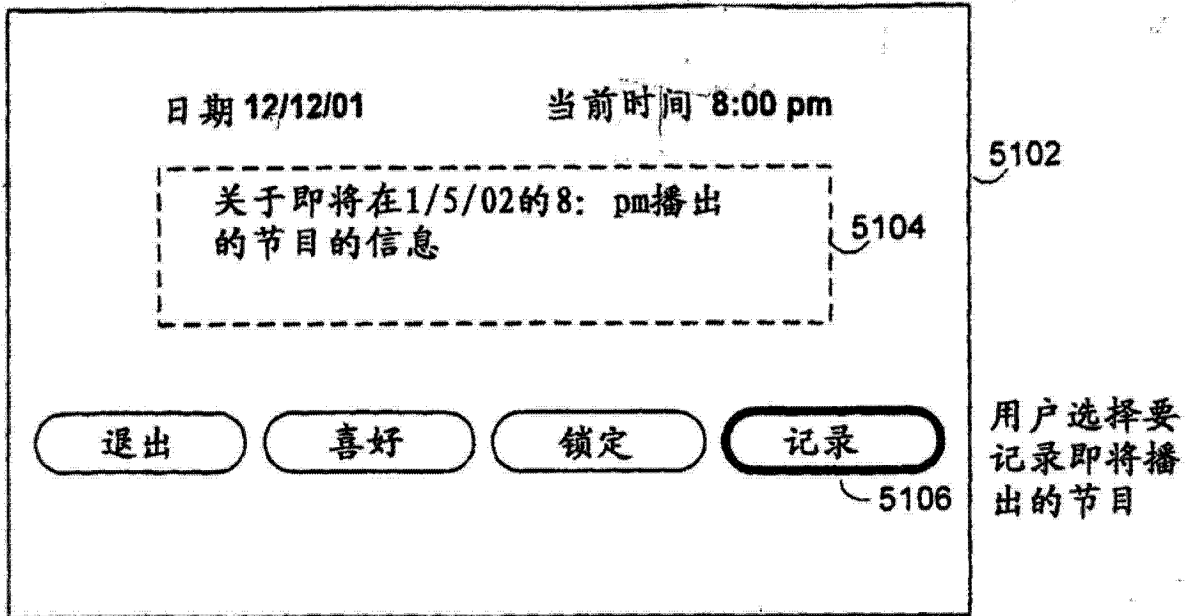 日期 12/12/01 当前时间 8:00 pm
5102
关于即将在1/5/02的8: pm播出
的节目的信息
5104
退出 喜好 锁定 记录
5106
用户选择要
记录即将播
出的节目